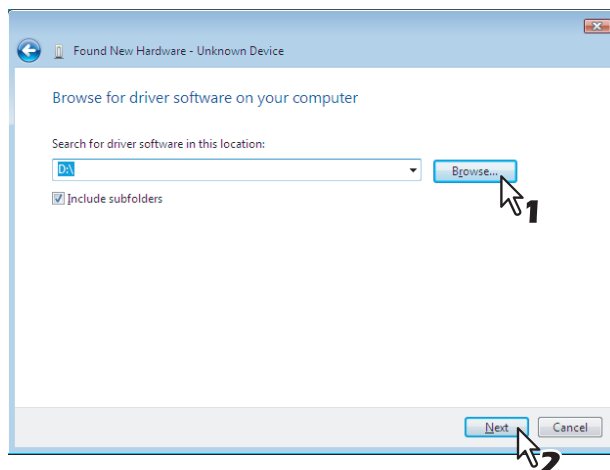 Found New Hardware - Unknown Device
Browse for driver software on your computer
Search for driver software in this location:
D:\
Browse...
1
Include subfolders
Next
Cancel
2